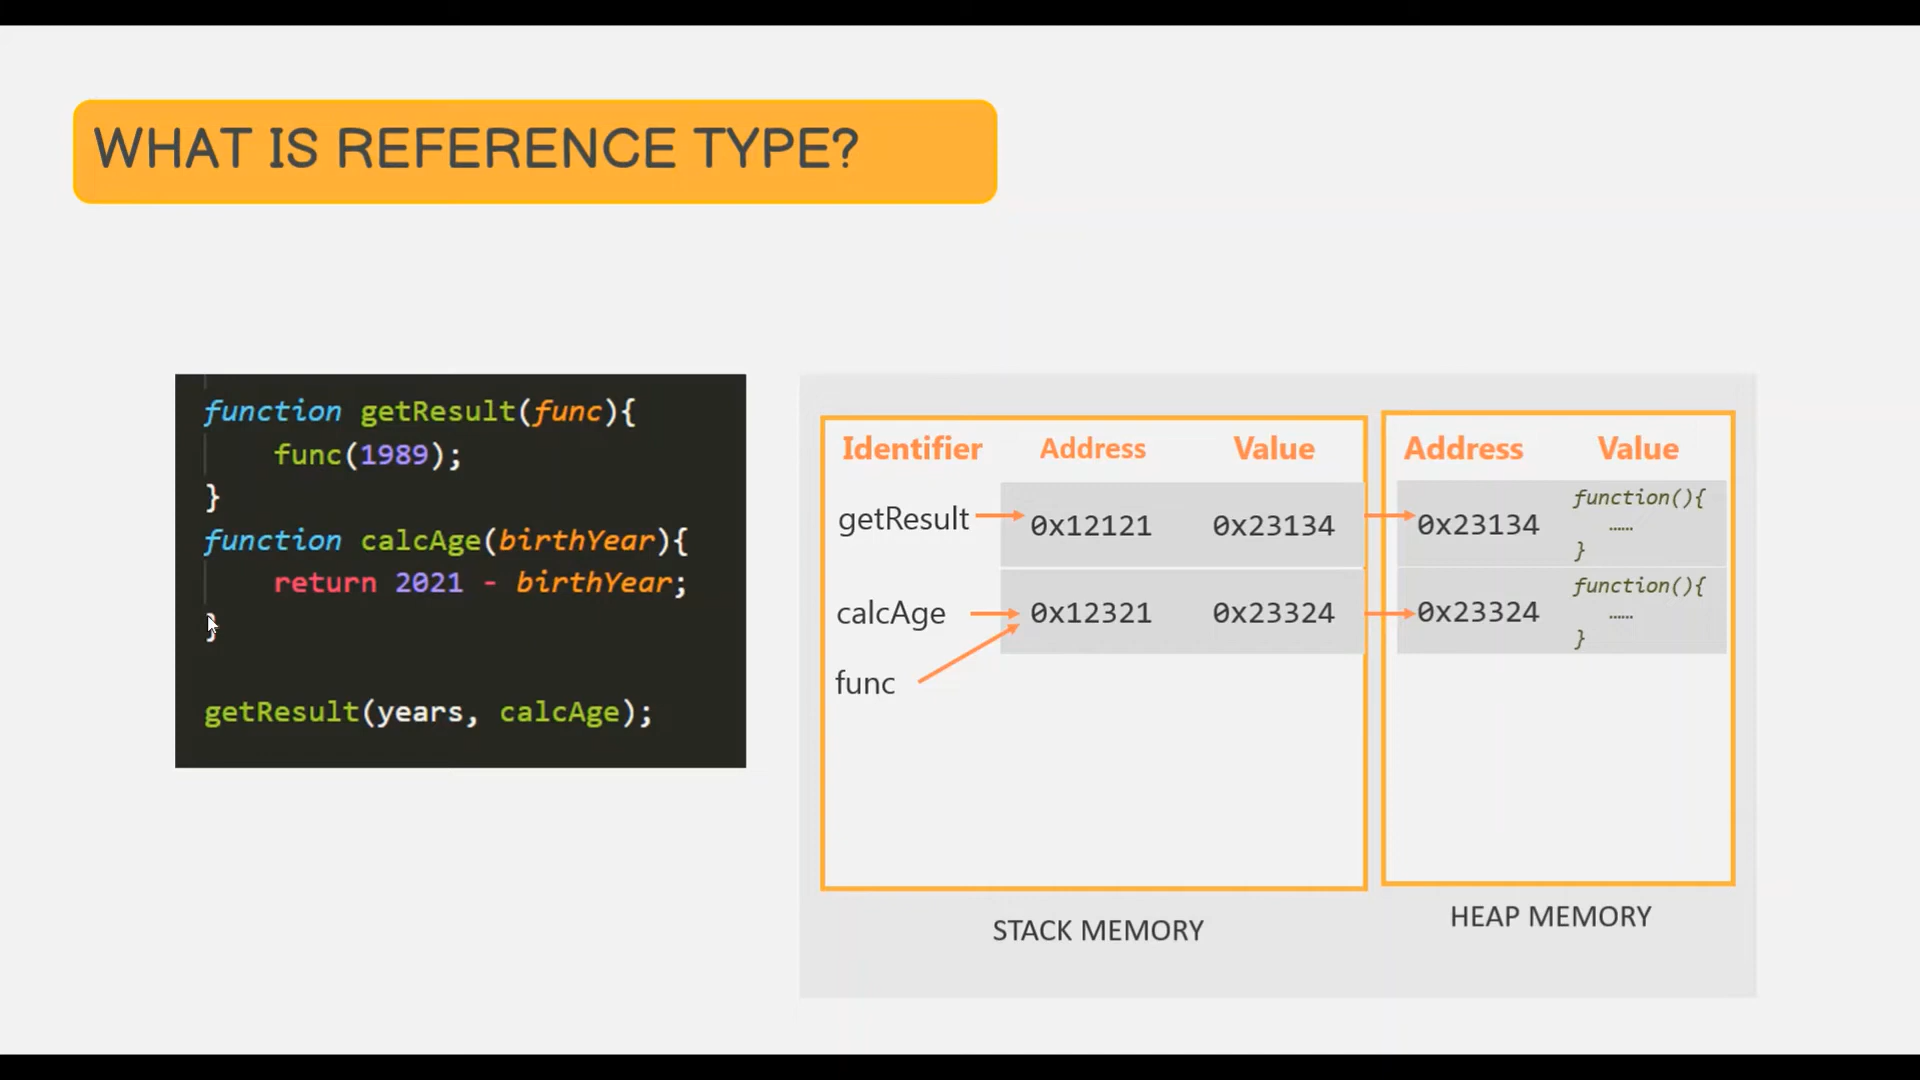 WHAT IS REFERENCE TYPE?
function getResult(func){
func(1989);
}
function calcAge(birthYear){
return 2021 - birthYear;
}
getResult(years, calcAge);
Identifier Address Value
getResult 0x12121 0x23134
calcAge 0x12321 0x23324
func
STACK MEMORY
Address Value
0x23134 function(){
......
}
0x23324 function(){
......
}
HEAP MEMORY